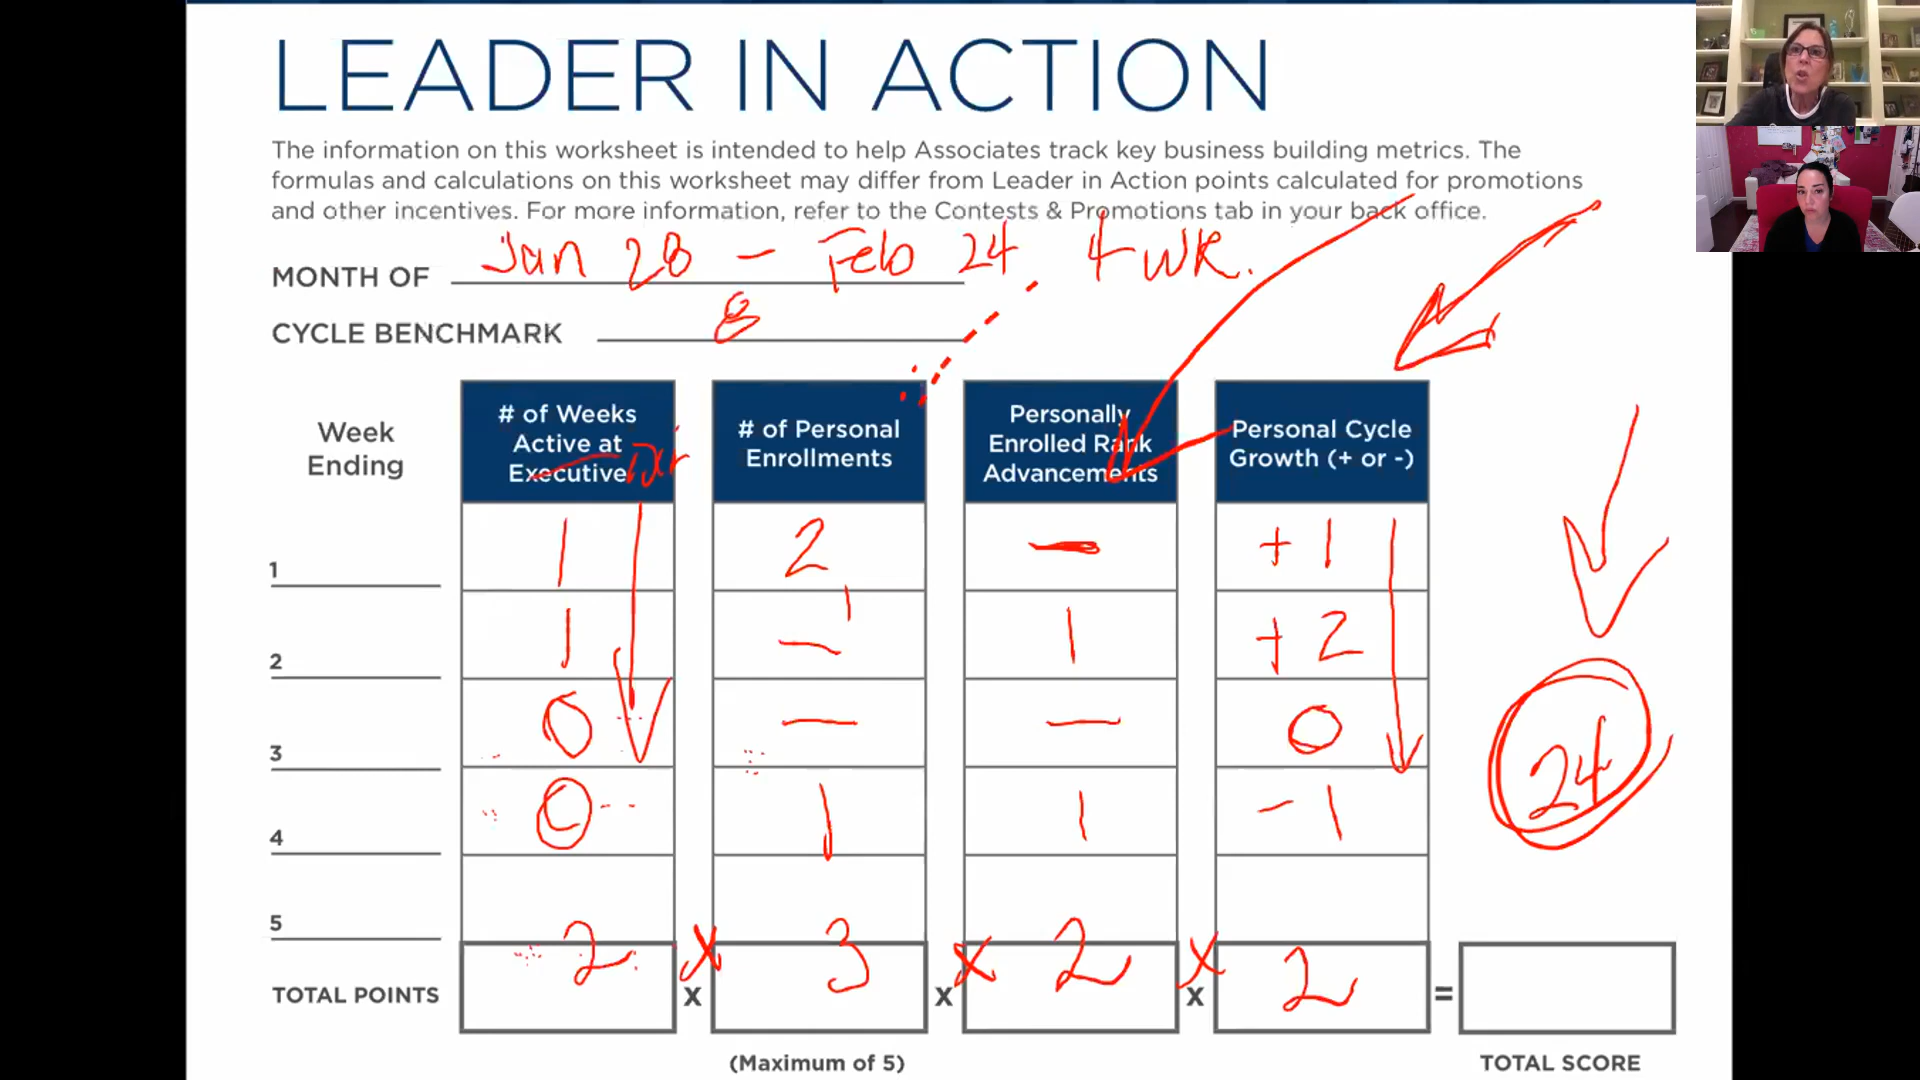 LEADER IN ACTION
The information on this worksheet is intended to help Associates track key business building metrics. The
formulas and calculations on this worksheet may differ from Leader in Action points calculated for promotions
and other incentives. For more information, refer to the Contests & Promotions tab in your back office.
MONTH OF Jan 28 - Feb 24 4 WK.
CYCLE BENCHMARK 8
Week
Ending
# of Weeks
Active at
Executive Dir
# of Personal
Enrollments
Personally
Enrolled Rank
Advancements
Personal Cycle
Growth (+ or -)
1 1 2 - +1
2 1 - 1 +2
3 0 - - 0
4 0 1 1 -1
5
24
TOTAL POINTS 2 x 3 x 2 x 2 =
(Maximum of 5)
TOTAL SCORE